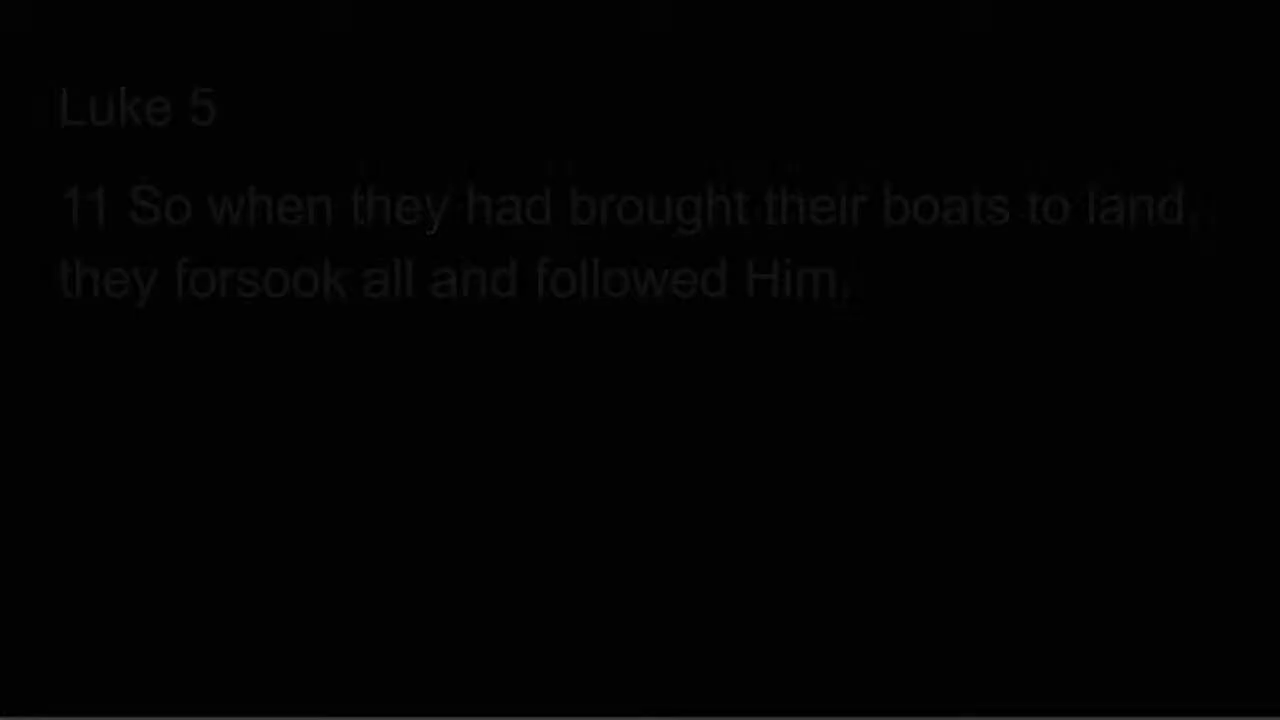 Luke 5
11 So when they had brought their boats to land,
they forsook all and followed Him.